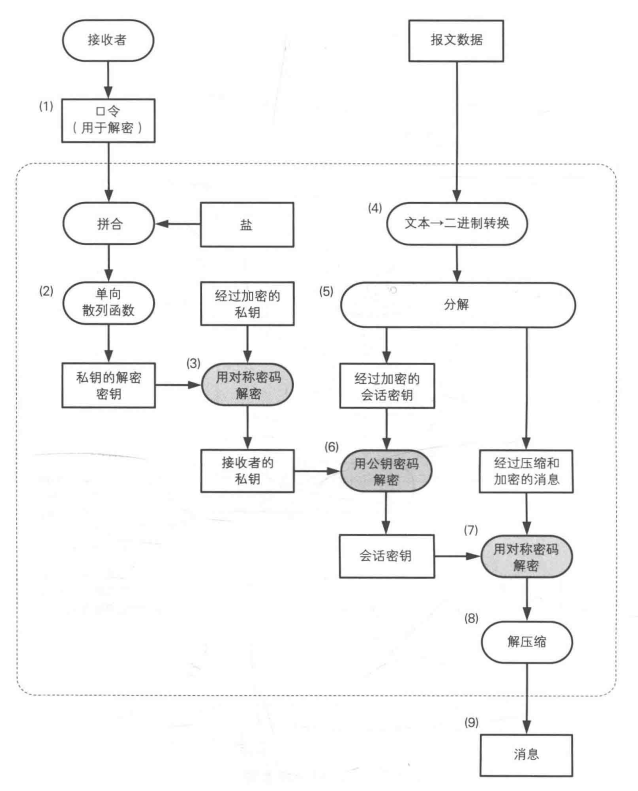 接收者
报文数据
(1)
口令
（用于解密）
拼合
盐
(4)
文本→二进制转换
(2)
单向
散列函数
经过加密的
私钥
(5)
分解
私钥的解密
密钥
(3)
用对称密码
解密
经过加密的
会话密钥
接收者的
私钥
(6)
用公钥密码
解密
经过压缩和
加密的消息
会话密钥
(7)
用对称密码
解密
(8)
解压缩
(9)
消息